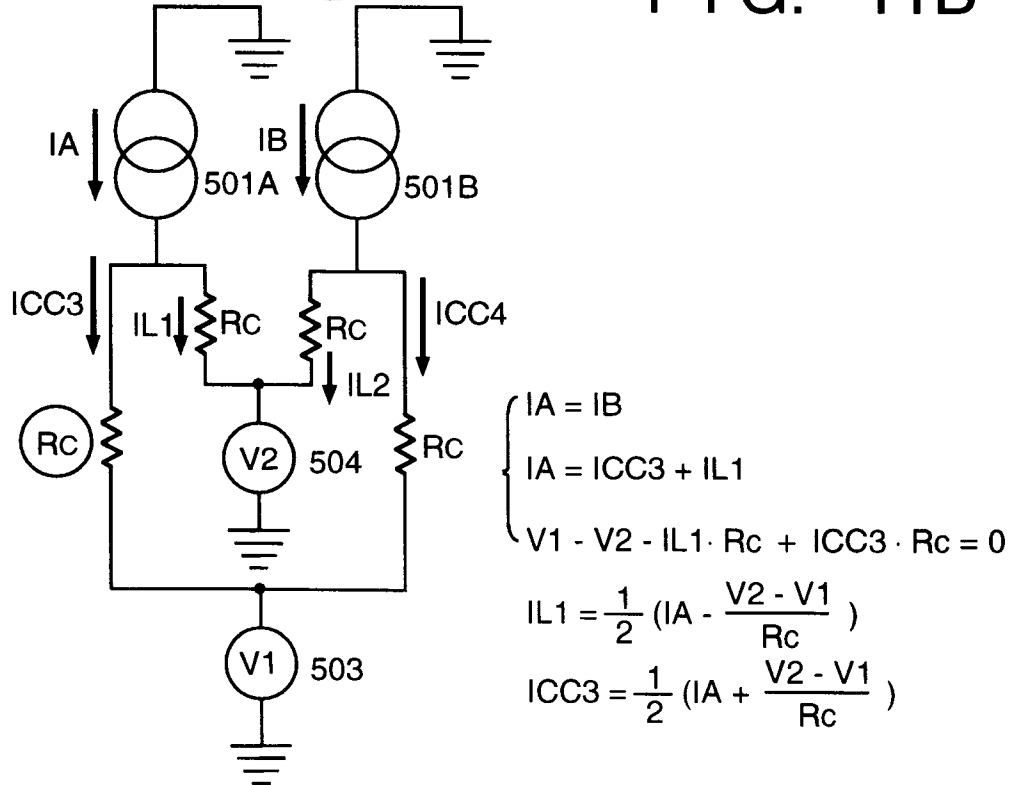 FIG. 11B
IA
501A
IB
501B
ICC3
IL1
Rc
Rc
IL2
ICC4
Rc
V2
504
Rc
V1
503
IA = IB
IA = ICC3 + IL1
V1 - V2 - IL1· Rc + ICC3 · Rc = 0
IL1 = 1/2 (IA - V2 - V1/Rc )
ICC3 = 1/2 (IA + V2 - V1/Rc )